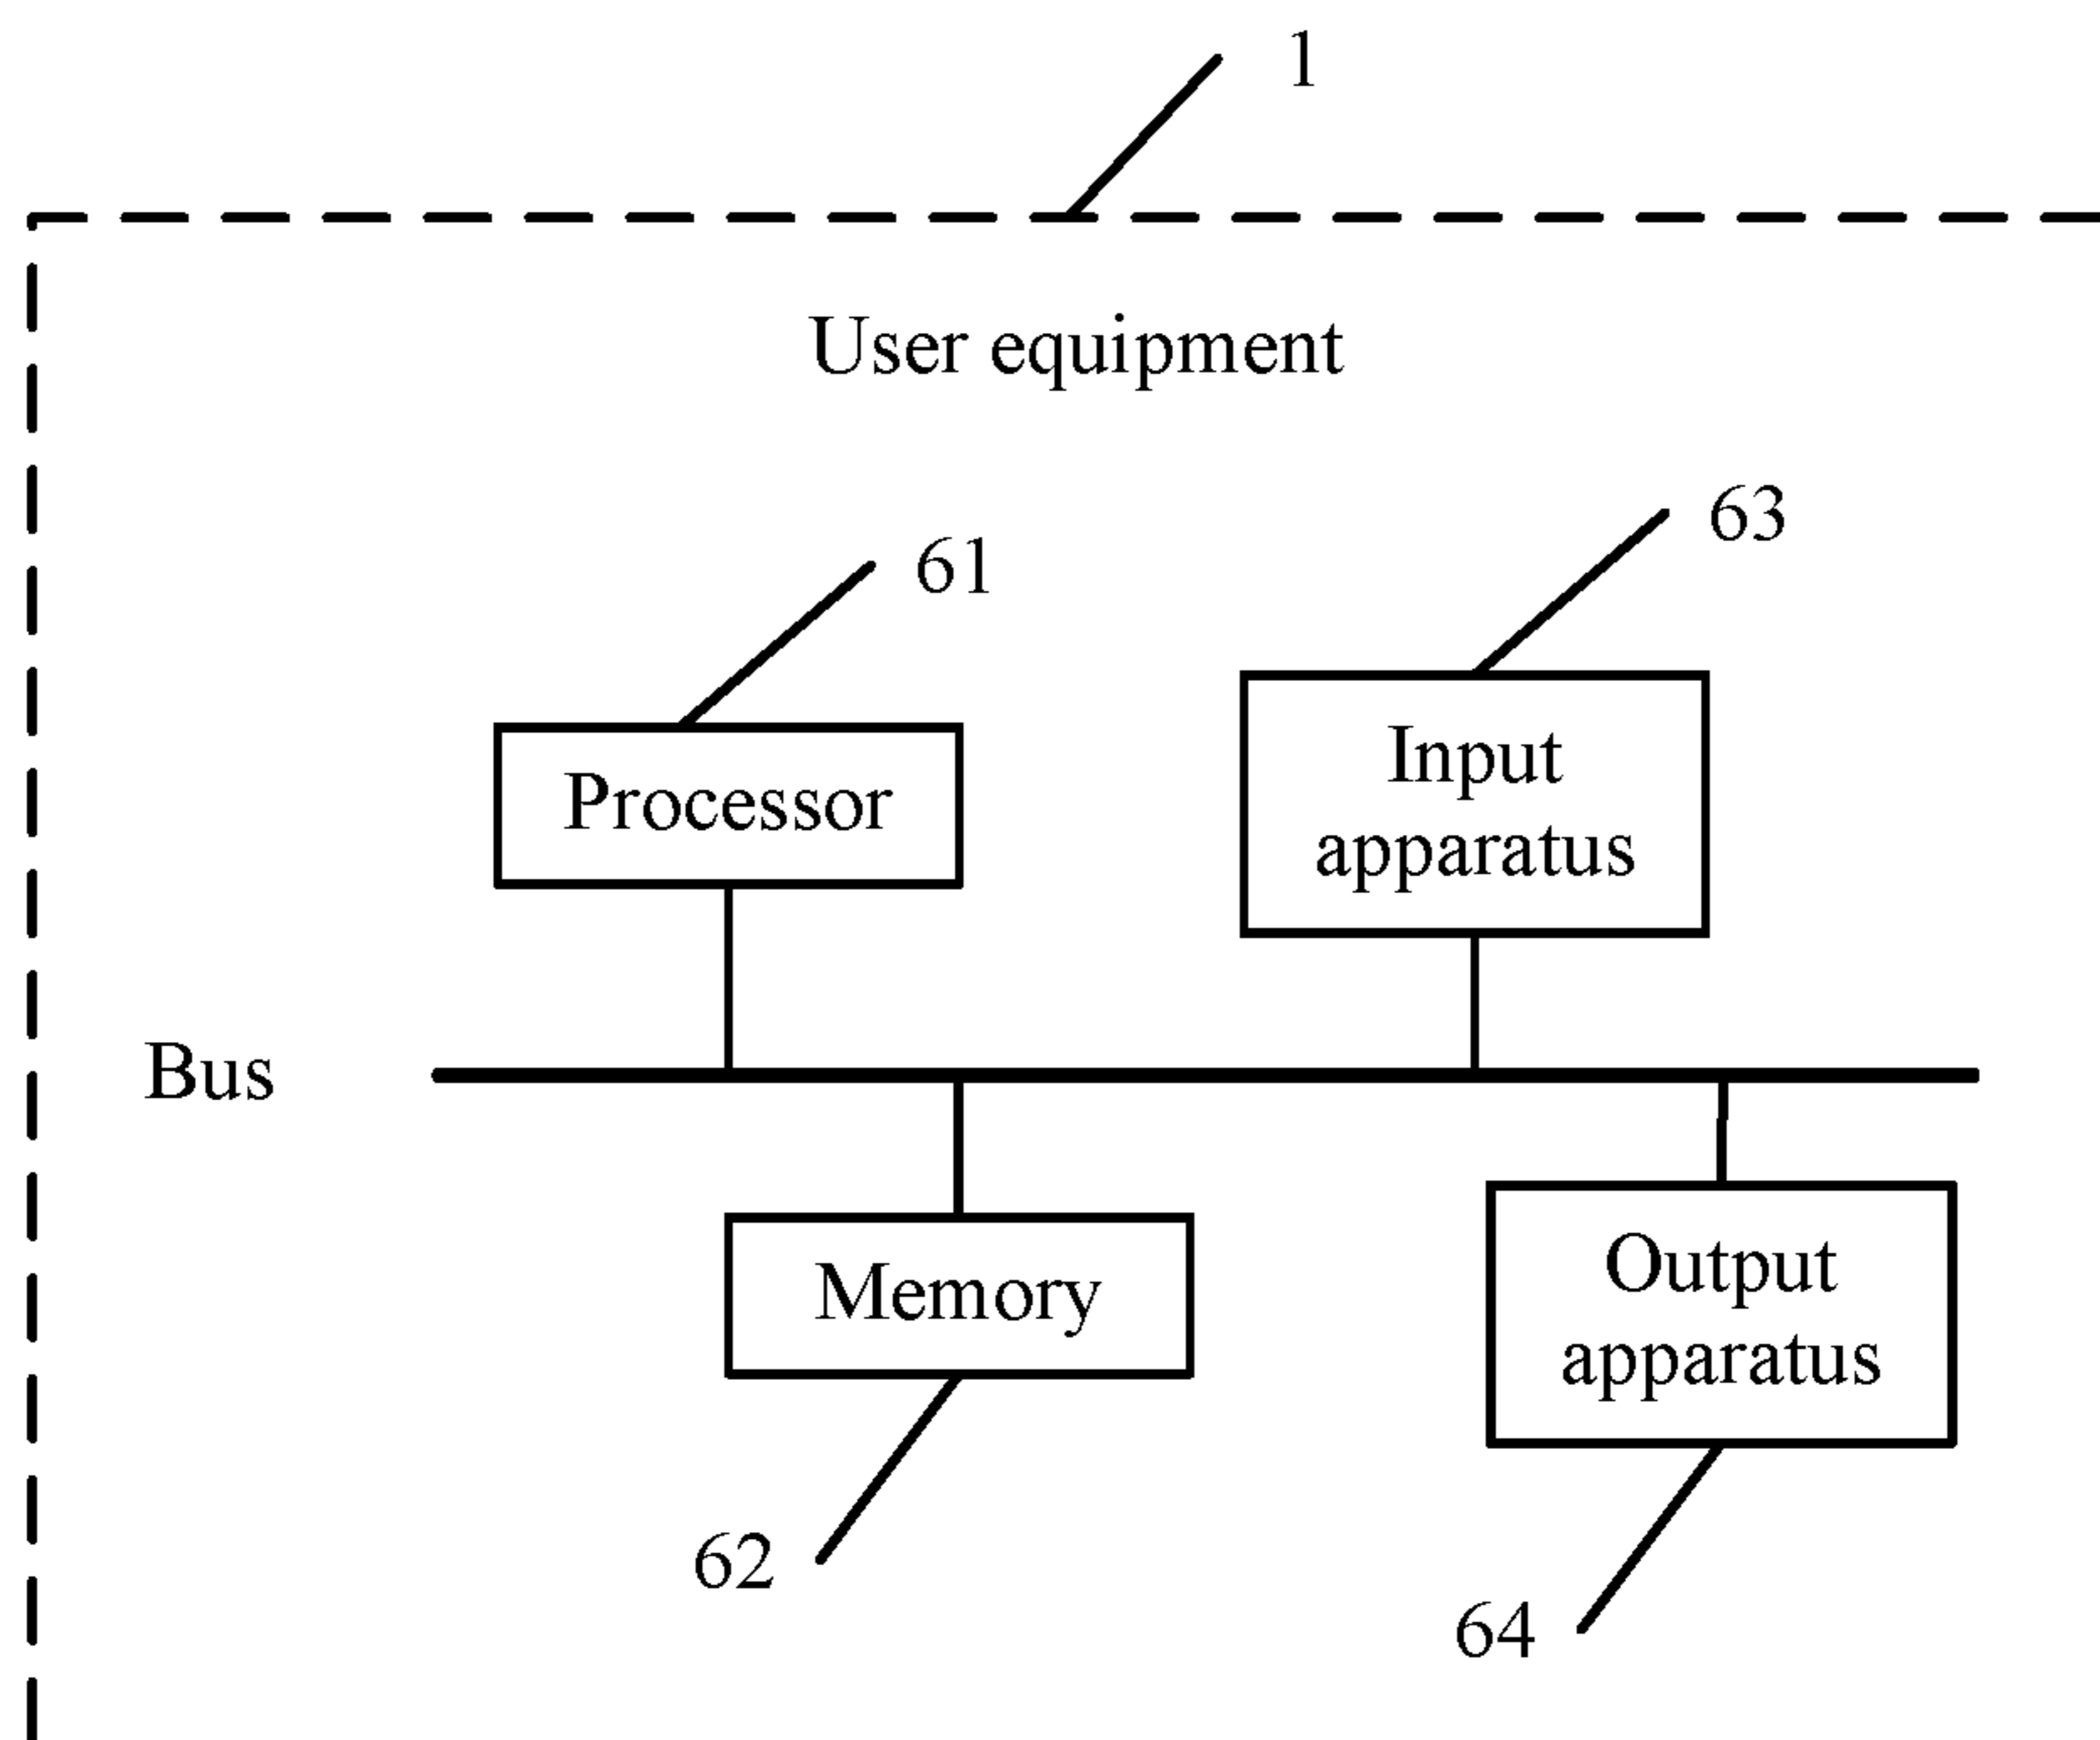 1
User equipment
63
61
Input
apparatus
Processor
Bus
Memory
Output
apparatus
62
64